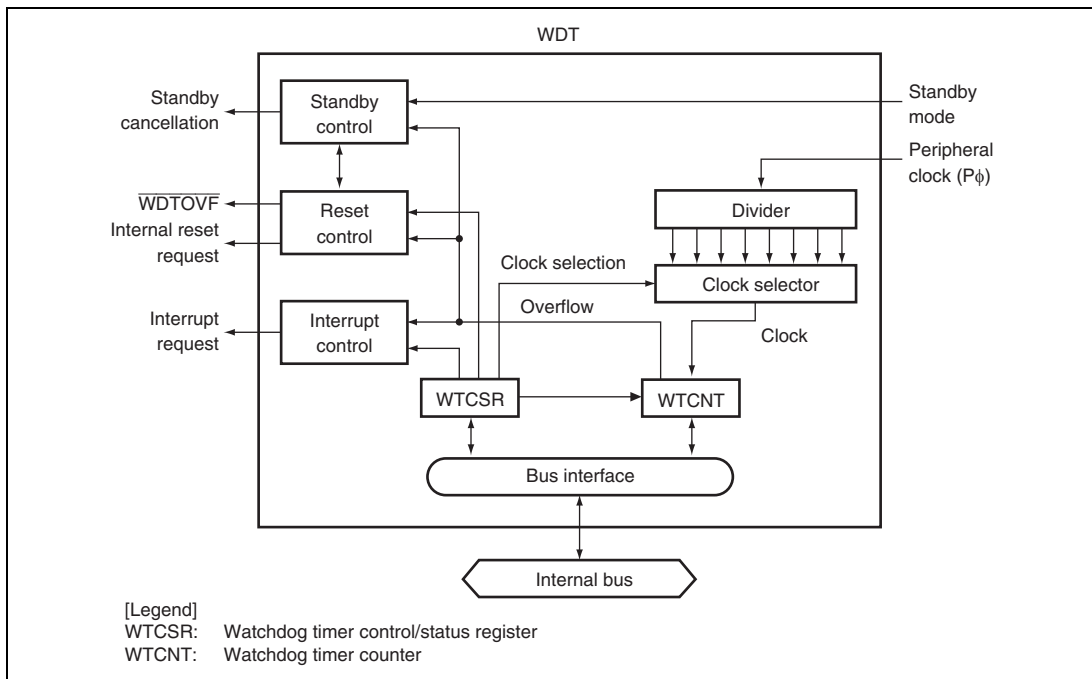 WDT
Standby
cancellation
Standby
control
Standby
mode
Peripheral
clock (Pϕ)
WDTOVF
Internal reset
request
Reset
control
Divider
Clock selection
Clock selector
Interrupt
request
Interrupt
control
Overflow
Clock
WTCSR
WTCNT
Bus interface
Internal bus
[Legend]
WTCSR: Watchdog timer control/status register
WTCNT: Watchdog timer counter